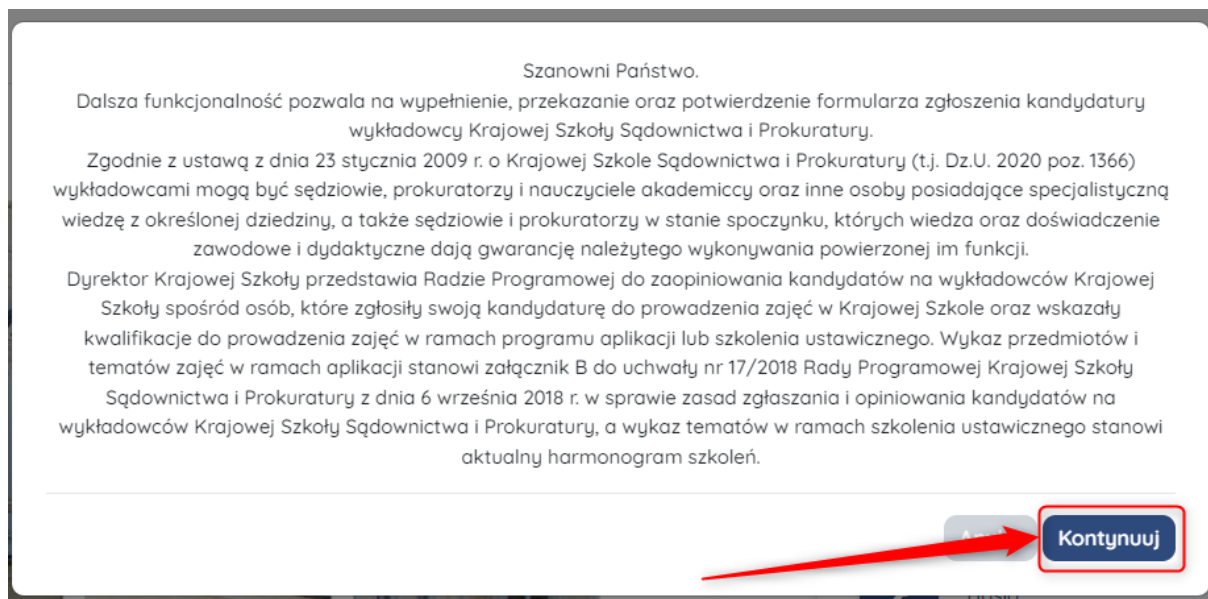 Szanowni Państwo.
Dalsza funkcjonalność pozwala na wypełnienie, przekazanie oraz potwierdzenie formularza zgłoszenia kandydatury
wykładowcy Krajowej Szkoły Sądownictwa i Prokuratury.
Zgodnie z ustawą z dnia 23 stycznia 2009 r. o Krajowej Szkole Sądownictwa i Prokuratury (t.j. Dz.U. 2020 poz. 1366)
wykładowcami mogą być sędziowie, prokuratorzy i nauczyciele akademiccy oraz inne osoby posiadające specjalistyczną
wiedzę z określonej dziedziny, a także sędziowie i prokuratorzy w stanie spoczynku, których wiedza oraz doświadczenie
zawodowe i dydaktyczne dają gwarancję należytego wykonywania powierzonej im funkcji.
Dyrektor Krajowej Szkoły przedstawia Radzie Programowej do zaopiniowania kandydatów na wykładowców Krajowej
Szkoły spośród osób, które zgłosiły swoją kandydaturę do prowadzenia zajęć w Krajowej Szkole oraz wskazały
kwalifikacje do prowadzenia zajęć w ramach programu aplikacji lub szkolenia ustawicznego. Wykaz przedmiotów i
tematów zajęć w ramach aplikacji stanowi załącznik B do uchwały nr 17/2018 Rady Programowej Krajowej Szkoły
Sądownictwa i Prokuratury z dnia 6 września 2018 r. w sprawie zasad zgłaszania i opiniowania kandydatów na
wykładowców Krajowej Szkoły Sądownictwa i Prokuratury, a wykaz tematów w ramach szkolenia ustawicznego stanowi
aktualny harmonogram szkoleń.
Kontynuuj